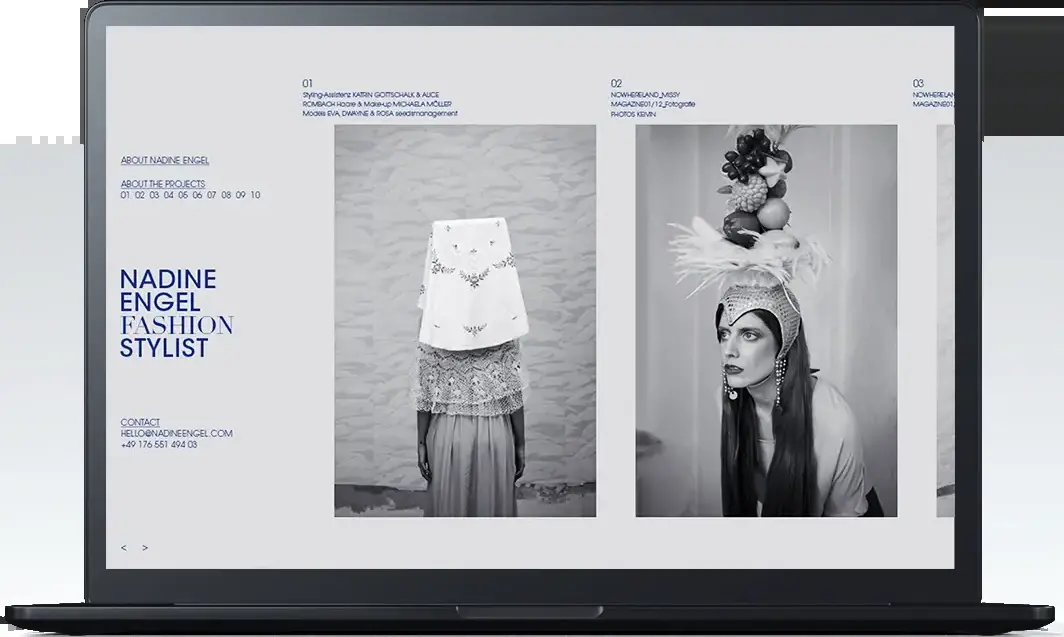 ABOUT NADINE ENGEL
ABOUT THE PROJECTS
01 02 03 04 05 06 07 08 09 10
NADINE
ENGEL
FASHION
STYLIST
CONTACT
HELLO@NADINEENGEL.COM
+49 176 551 494 03
< >
01
Styling-Assistenz KATRIN GOTTSCHALK & ALICE
ROMBACH Haare & Make-up MICHAELA MÖLLER
Models EVA, DWAYNE & ROSA seedsmanagement
02
NOWHERELAND_MISSY
MAGAZINE01/12_Fotografie
PHOTOS KEVIN
03
NOWHERELAN
MAGAZINE01